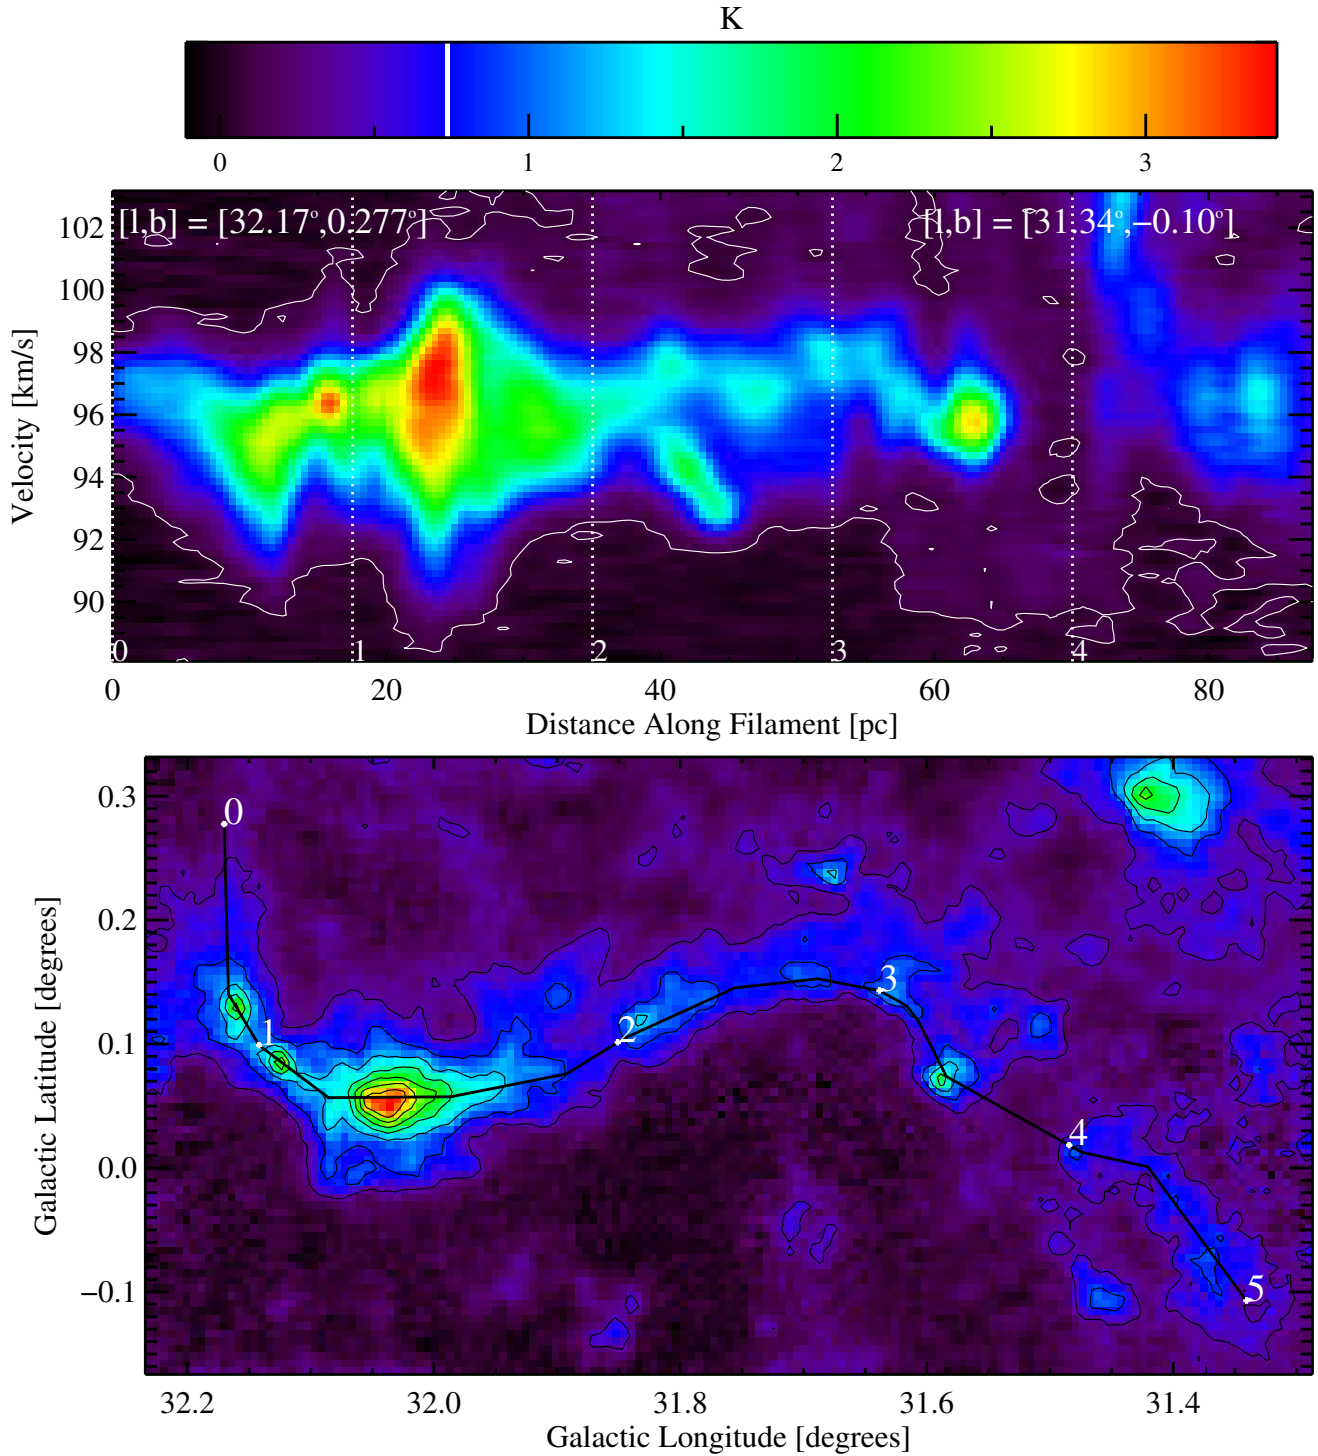 K
0 1 2 3
[l,b] = [32.17°,0.277°] [31.34°,−0.10°]
102
100
98
96
94
92
90
Velocity [km/s]
0 1 2 3 4
0 20 40 60 80
Distance Along Filament [pc]
0.3
0.2
0.1
0.0
−0.1
Galactic Latitude [degrees]
0
1
2
3
4
5
32.2 32.0 31.8 31.6 31.4
Galactic Longitude [degrees]